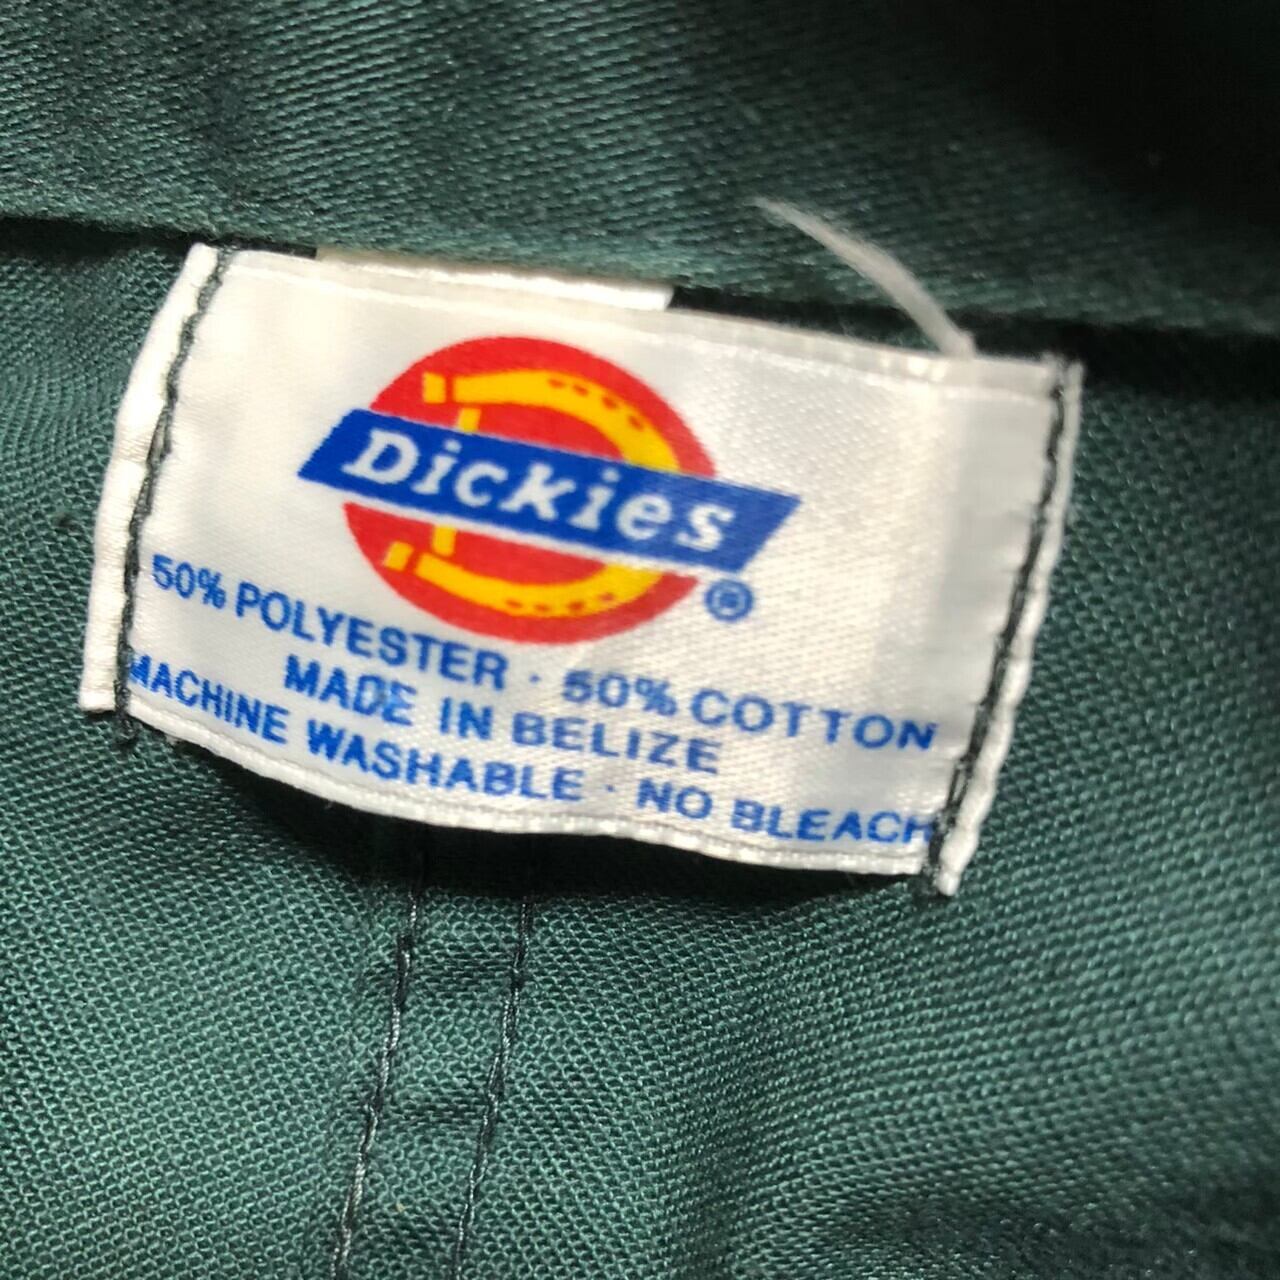 Dickies
®
50% POLYESTER · 50% COTTON
MADE IN BELIZE
MACHINE WASHABLE · NO BLEACH